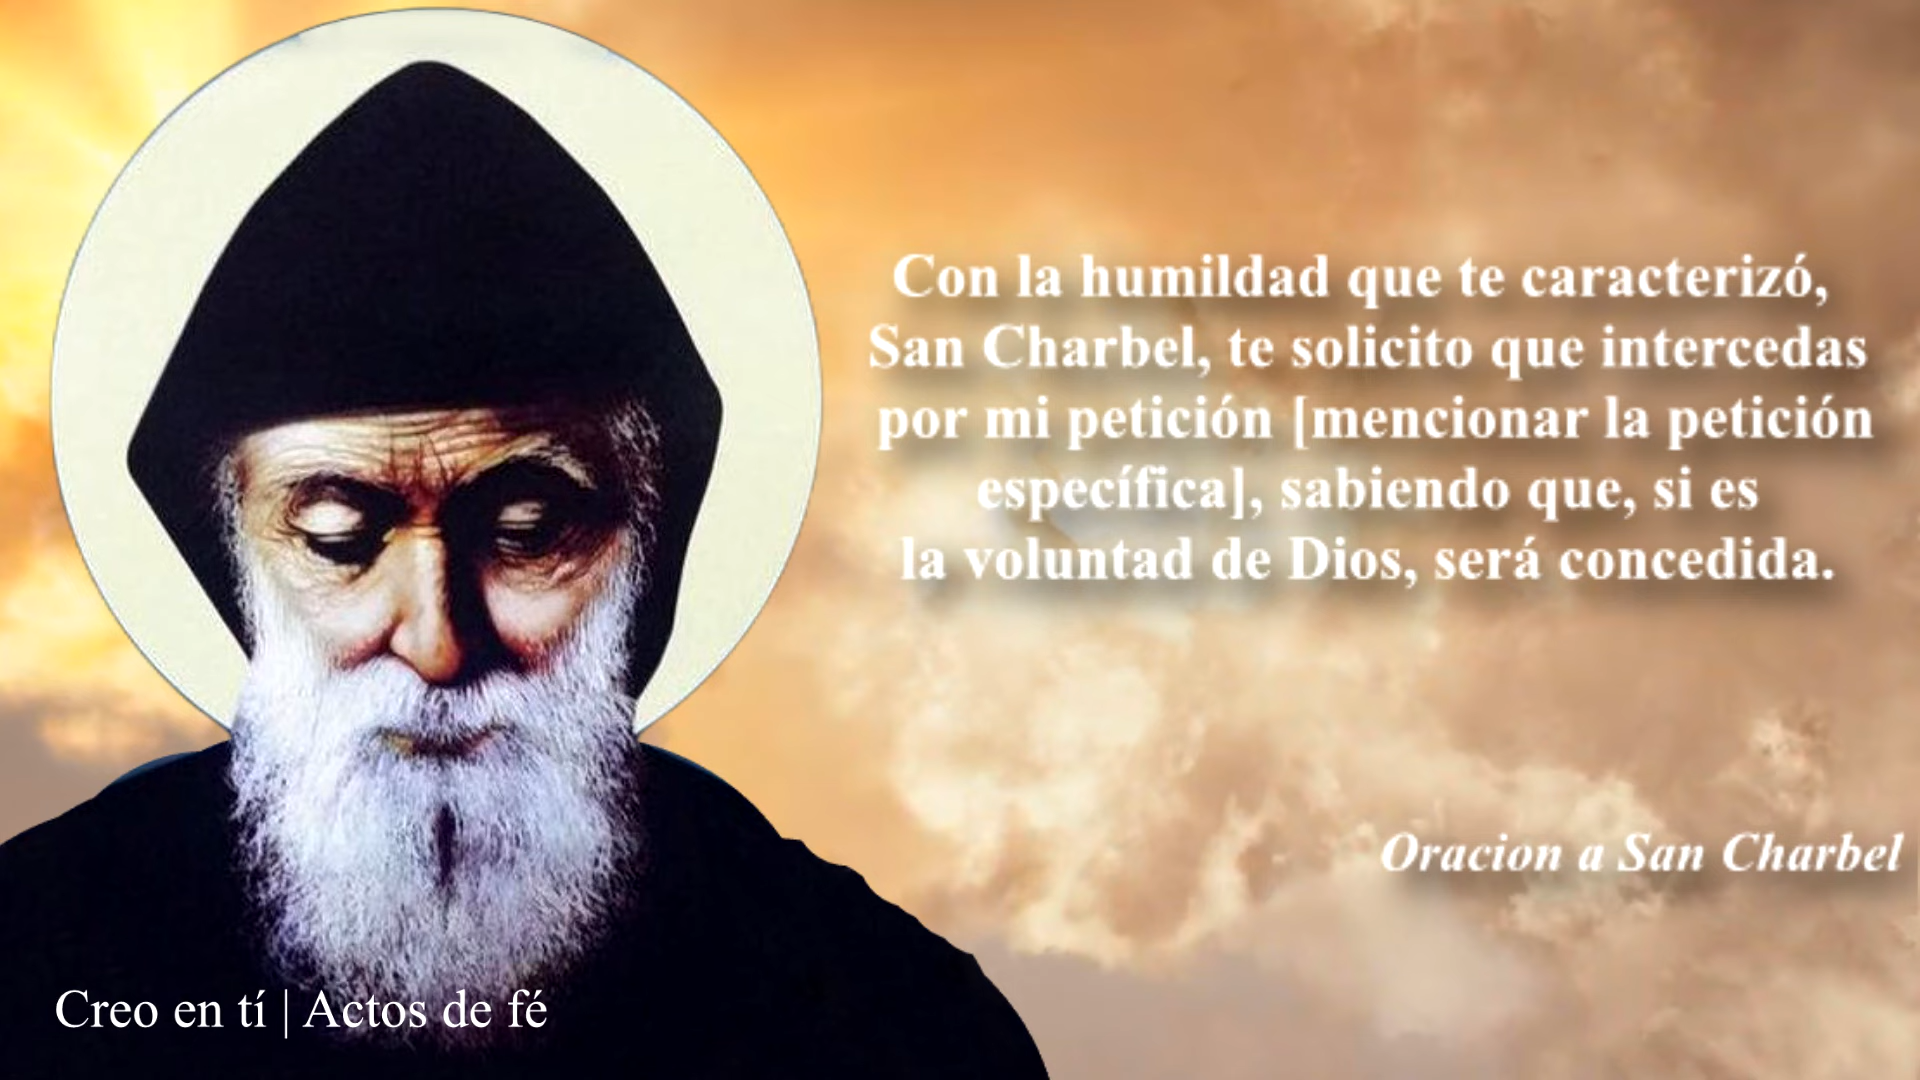 Con la humildad que te caracterizó,
San Charbel, te solicito que intercedas
por mi petición [mencionar la petición
específica], sabiendo que, si es
la voluntad de Dios, será concedida.
Oracion a San Charbel
Creo en tí | Actos de fé